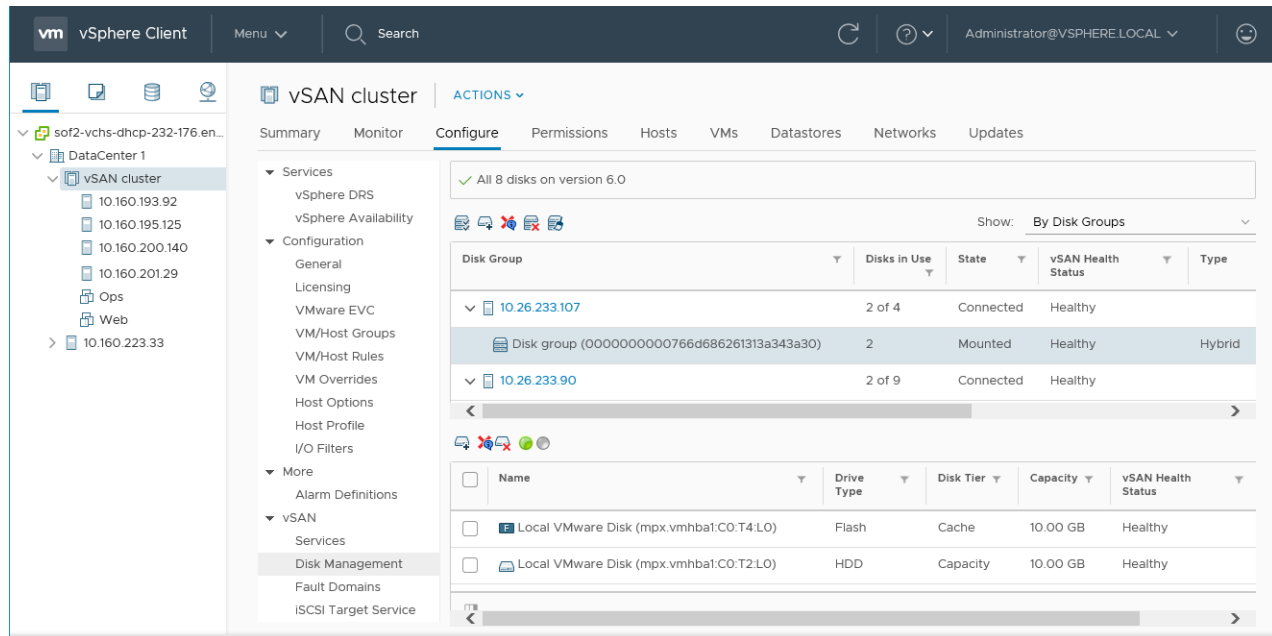 vm vSphere Client Menu Search Administrator@VSPHERE.LOCAL
sof2-vchs-dhcp-232-176.en...
DataCenter 1
vSAN cluster
10.160.193.92
10.160.195.125
10.160.200.140
10.160.201.29
Ops
Web
10.160.223.33
vSAN cluster ACTIONS
Summary Monitor Configure Permissions Hosts VMs Datastores Networks Updates
Services
vSphere DRS
vSphere Availability
Configuration
General
Licensing
VMware EVC
VM/Host Groups
VM/Host Rules
VM Overrides
Host Options
Host Profile
I/O Filters
More
Alarm Definitions
vSAN
Services
Disk Management
Fault Domains
iSCSI Target Service
All 8 disks on version 6.0
Show: By Disk Groups
Disk Group Disks in Use State vSAN Health Status Type
10.26.233.107 2 of 4 Connected Healthy
Disk group (0000000000766d686261313a343a30) 2 Mounted Healthy Hybrid
10.26.233.90 2 of 9 Connected Healthy
Name Drive Type Disk Tier Capacity vSAN Health Status
F Local VMware Disk (mpx.vmhba1:C0:T4:L0) Flash Cache 10.00 GB Healthy
Local VMware Disk (mpx.vmhba1:C0:T2:L0) HDD Capacity 10.00 GB Healthy